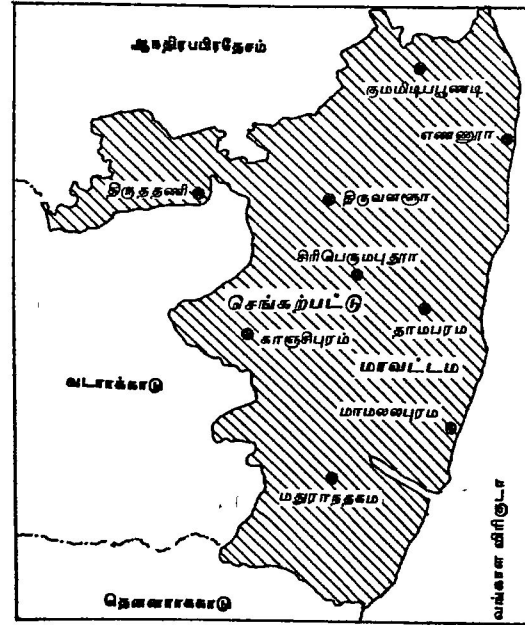 ஆந்திரப்பிரதேசம்
கும்மிடிப்பூண்டி
எண்ணூர்
திருத்தணி
திருவள்ளூர்
சிரிபெரும்புதூர்
செங்கற்பட்டு
தாம்பரம்
காஞ்சிபுரம்
மாவட்டம்
வடார்க்காடு
மாமல்லபுரம்
மதுராந்தகம்
வங்காள விரிகுடா
தென்னார்க்காடு